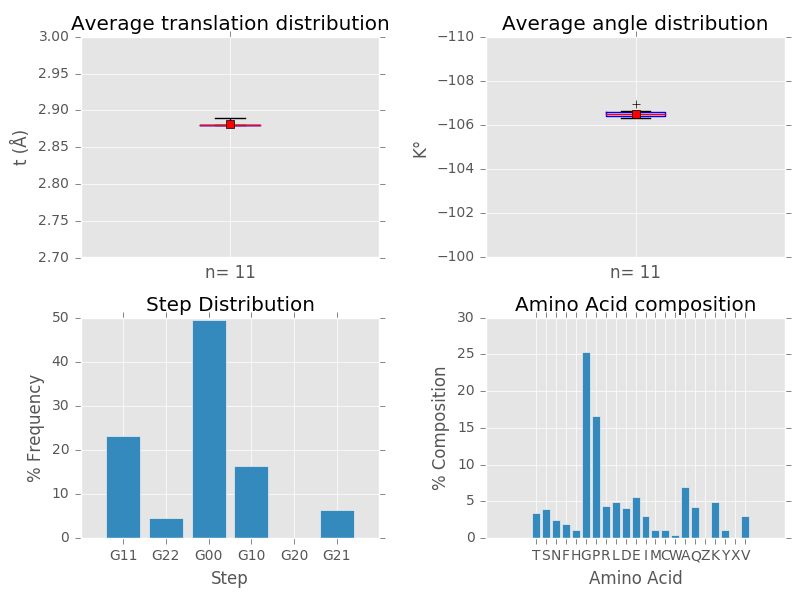 Average translation distribution
3.00
2.95
2.90
2.85
2.80
2.75
2.70
t (Å)
n= 11
Average angle distribution
−110
−108
−106
−104
−102
−100
K°
n= 11
Step Distribution
50
40
30
20
10
0
% Frequency
G11 G22 G00 G10 G20 G21
Step
Amino Acid composition
30
25
20
15
10
5
0
% Composition
T S N F H G P R L D E I M C W A Q Z K Y X V
Amino Acid